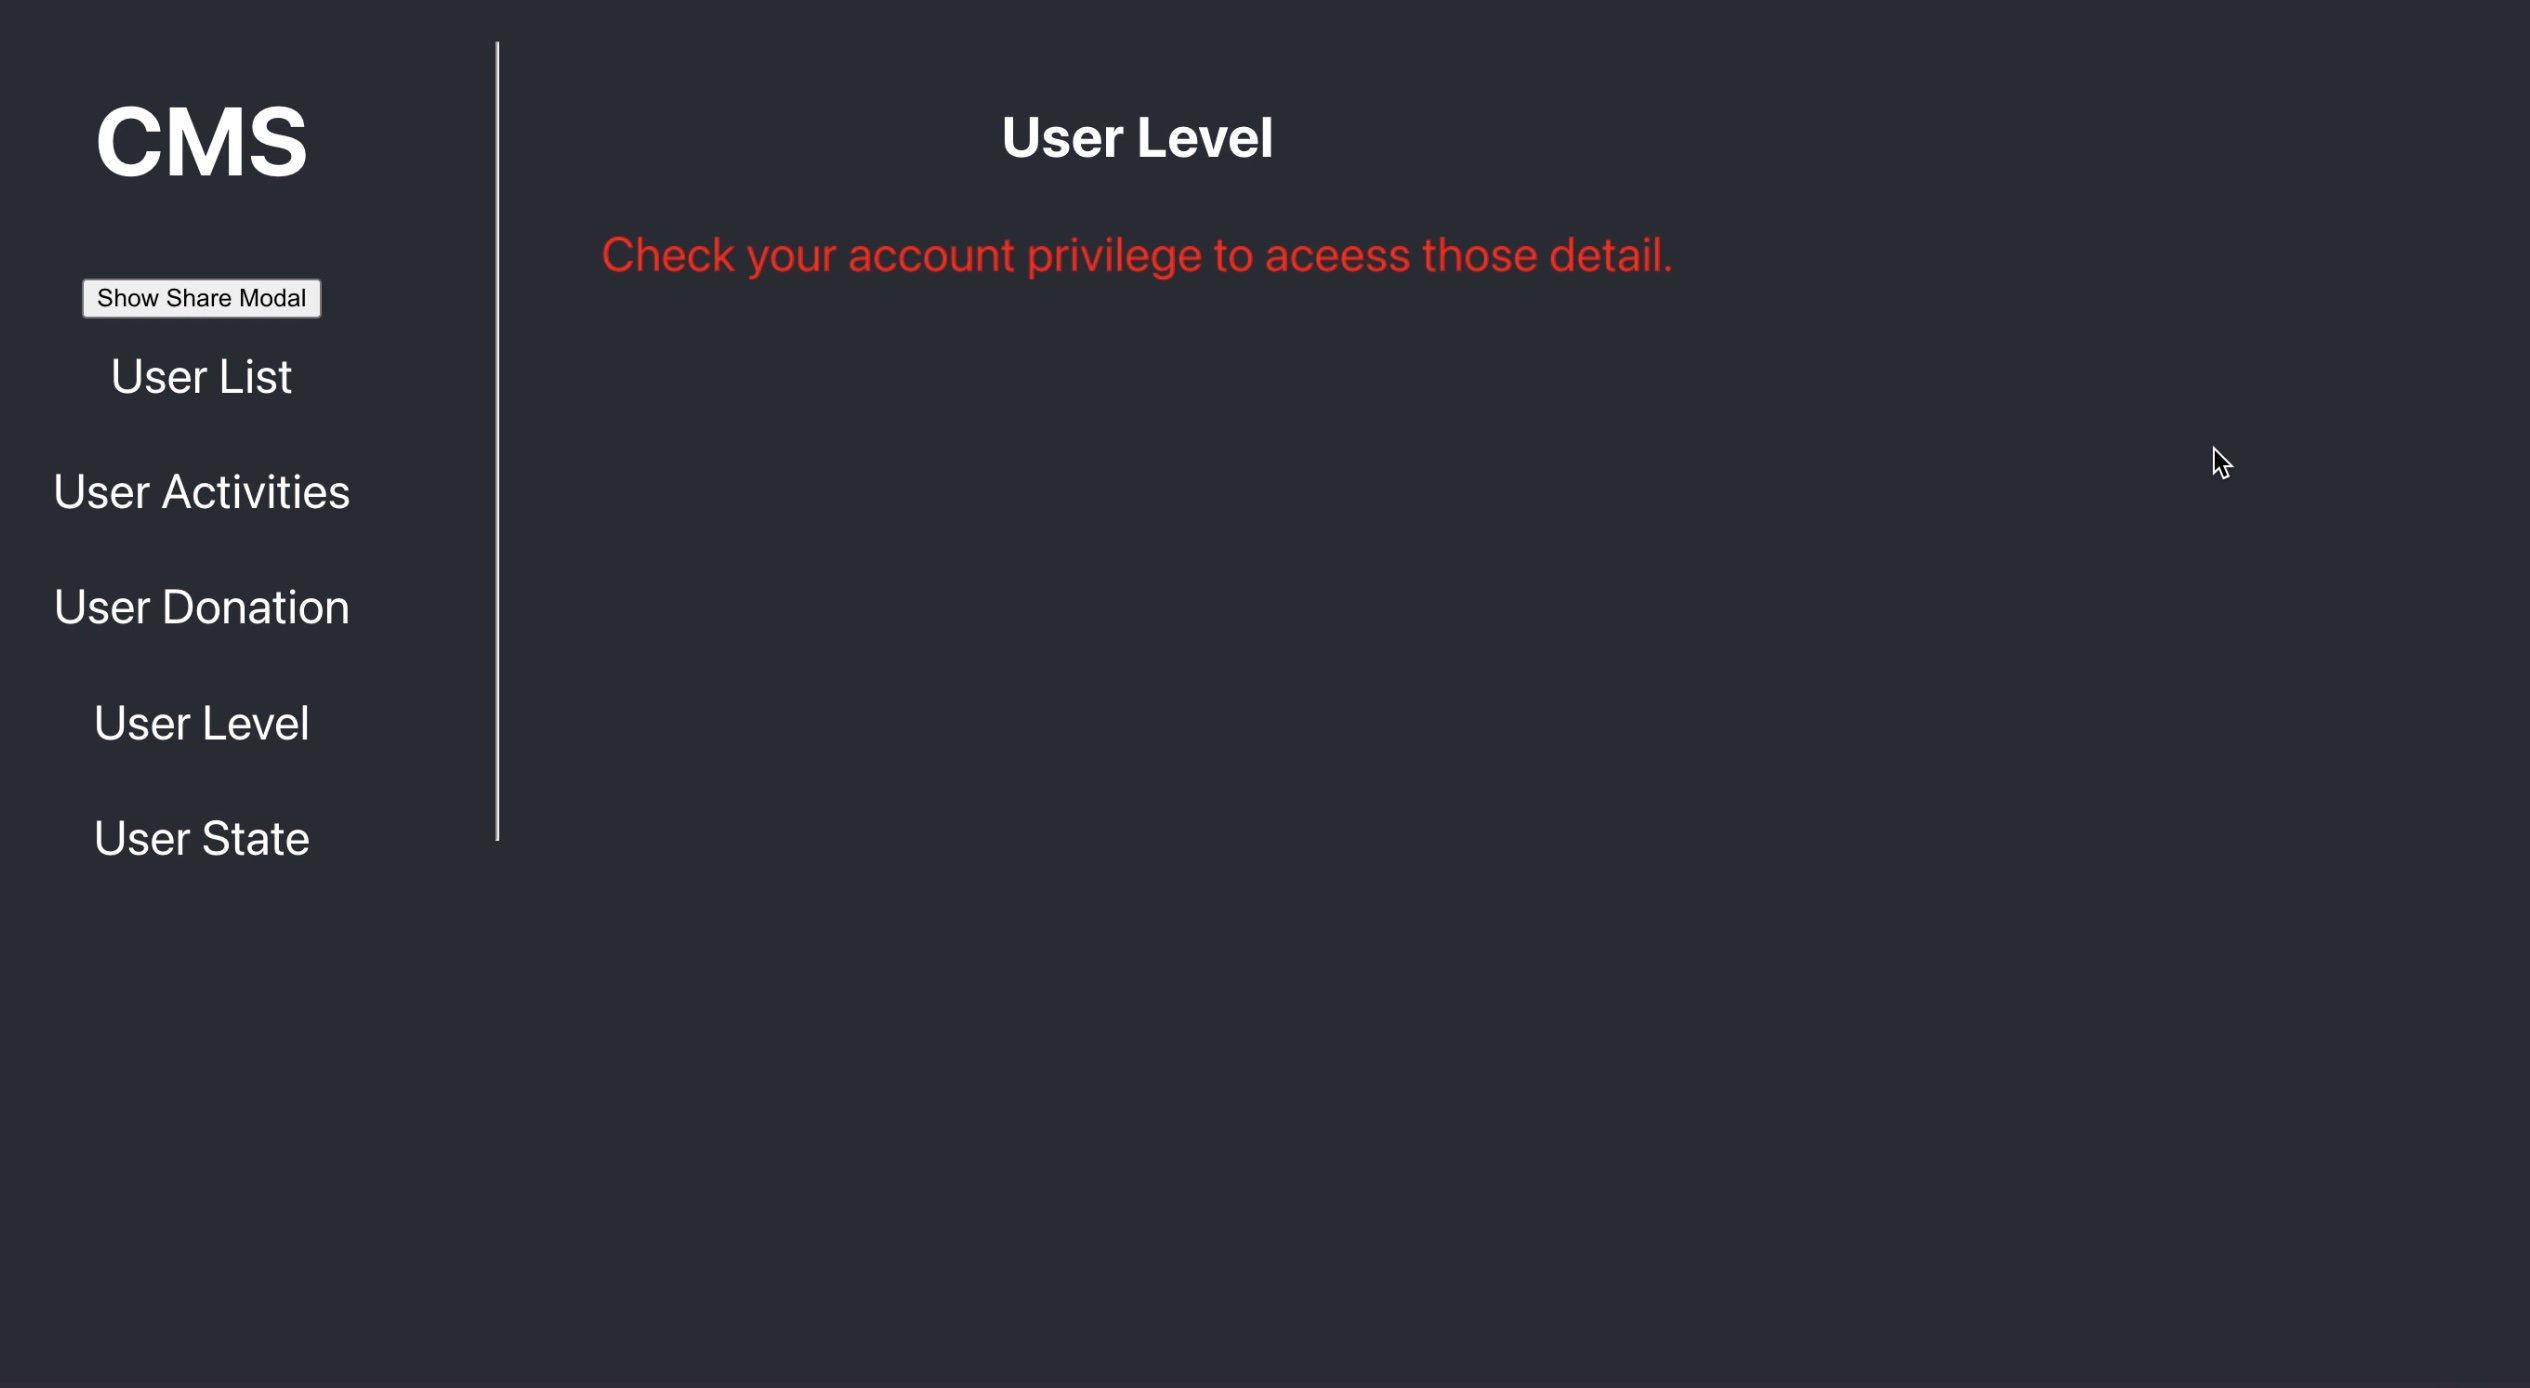 CMS
Show Share Modal
User List
User Activities
User Donation
User Level
User State
User Level
Check your account privilege to aceess those detail.